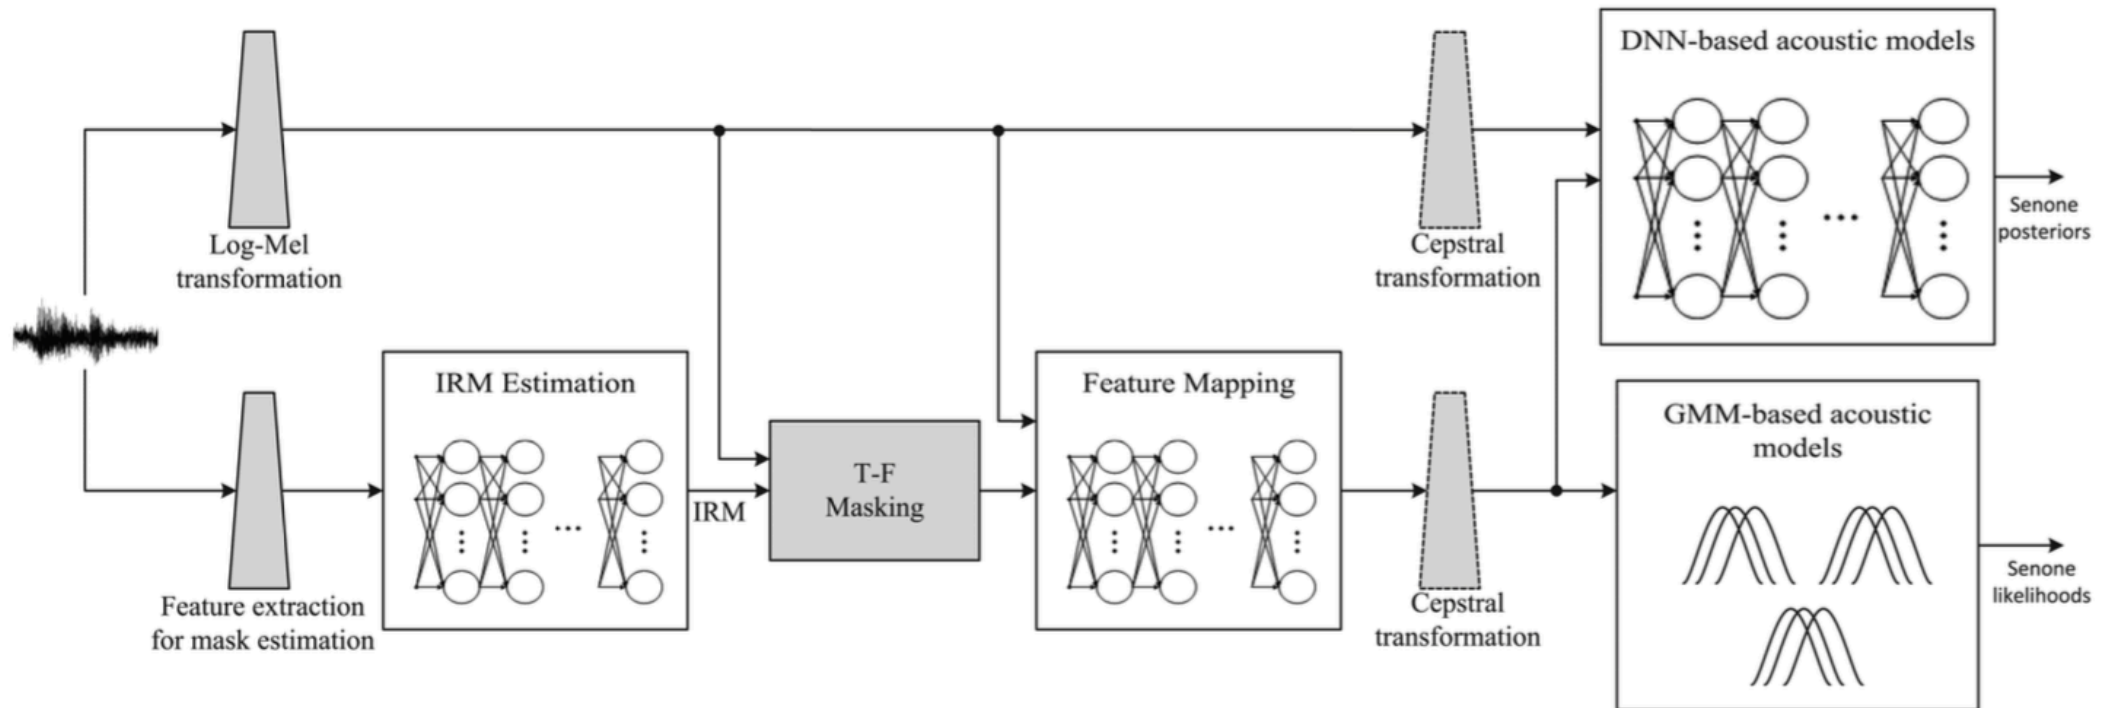 DNN-based acoustic models
Senone
posteriors
Log-Mel
transformation
Cepstral
transformation
IRM Estimation
IRM
T-F
Masking
Feature Mapping
GMM-based acoustic
models
Senone
likelihoods
Feature extraction
for mask estimation
Cepstral
transformation